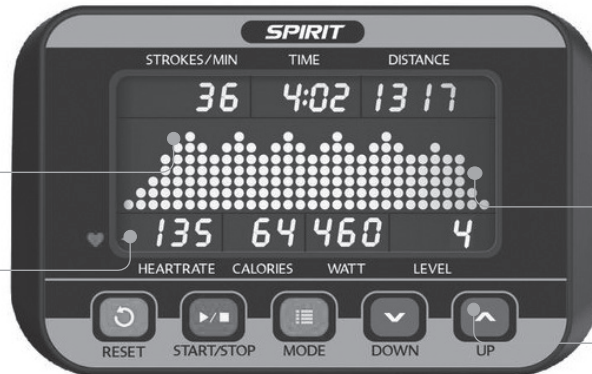 SPIRIT
STROKES/MIN TIME DISTANCE
36 4:02 1317
135 64 460 4
HEARTRATE CALORIES WATT LEVEL
RESET START/STOP MODE DOWN UP